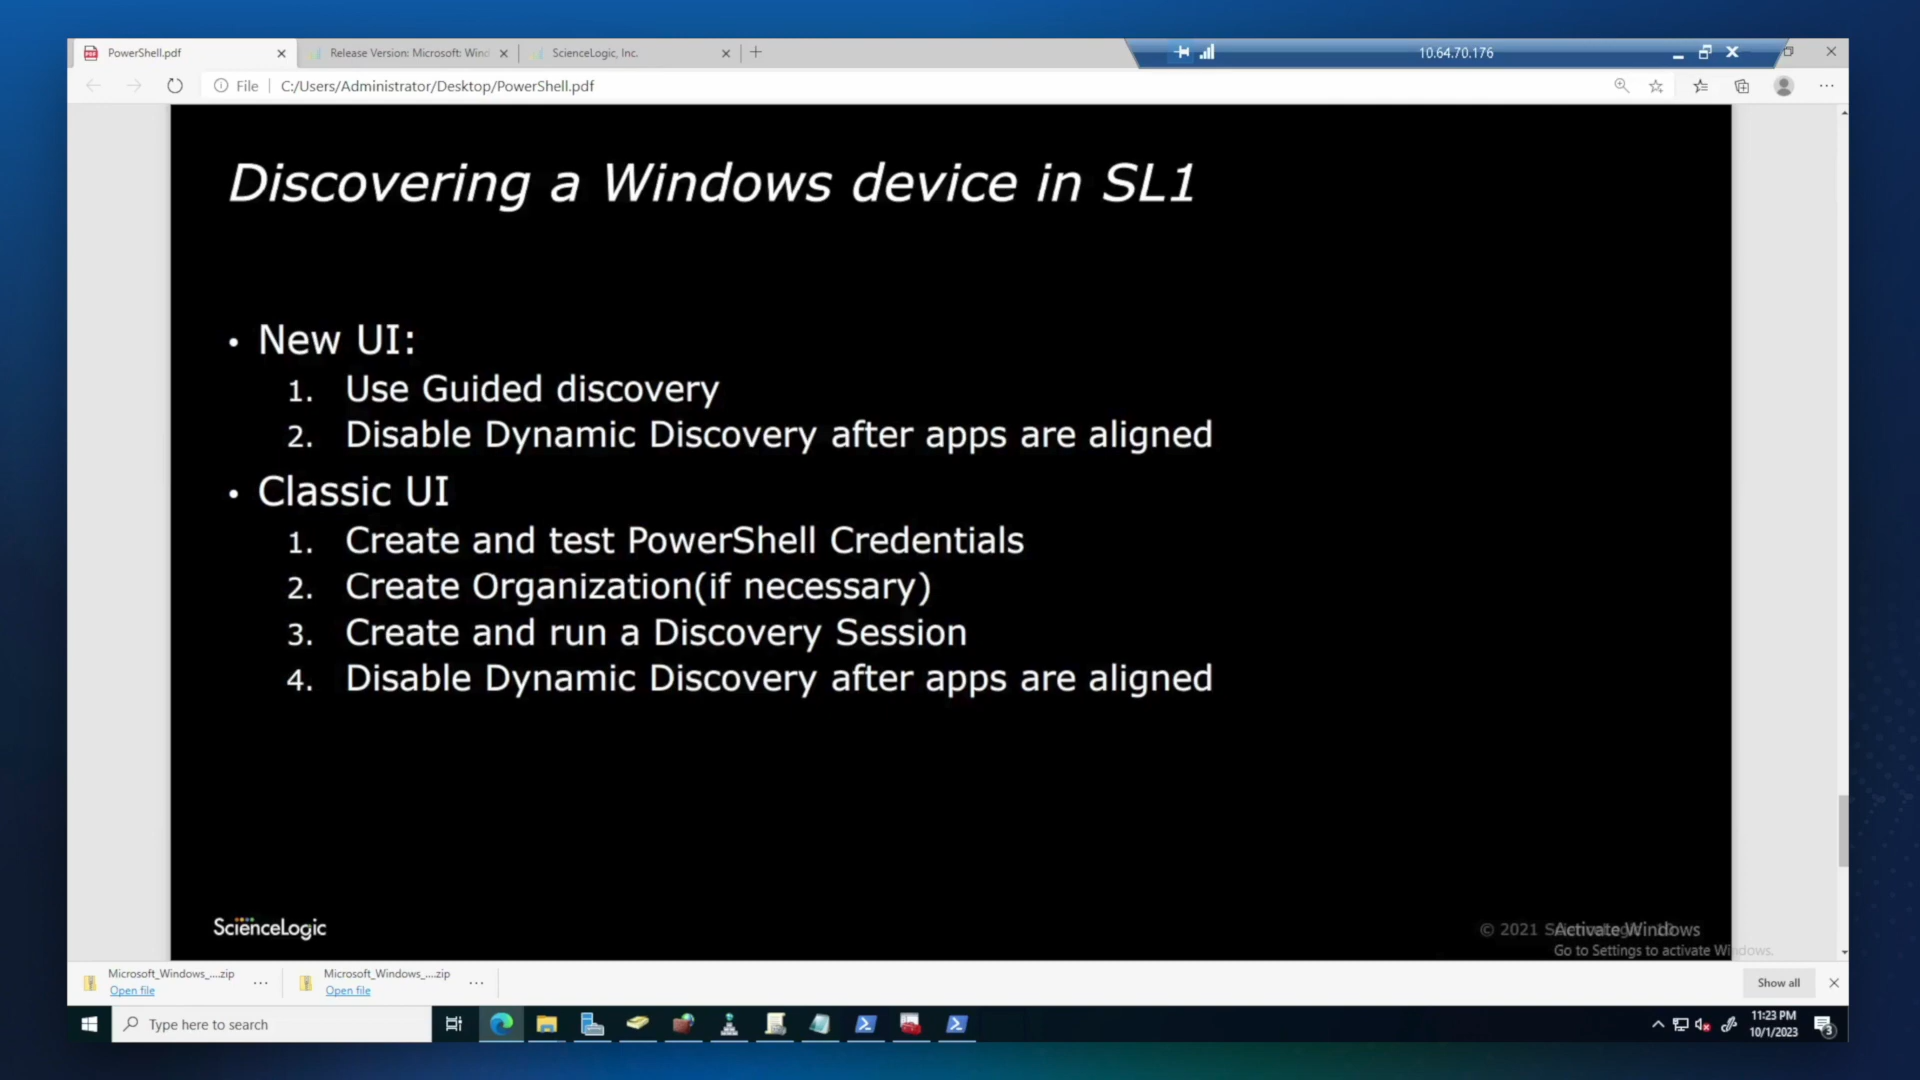 PowerShell.pdf
Release Version: Microsoft: Wind
ScienceLogic, Inc.
10.64.70.176
File
C:/Users/Administrator/Desktop/PowerShell.pdf
Discovering a Windows device in SL1
• New UI:
1. Use Guided discovery
2. Disable Dynamic Discovery after apps are aligned
• Classic UI
1. Create and test PowerShell Credentials
2. Create Organization(if necessary)
3. Create and run a Discovery Session
4. Disable Dynamic Discovery after apps are aligned
ScienceLogic
© 2021
Activate Windows
Go to Settings to activate Windows.
Microsoft_Windows_....zip
Open file
Microsoft_Windows_....zip
Open file
Show all
Type here to search
11:23 PM
10/1/2023
3